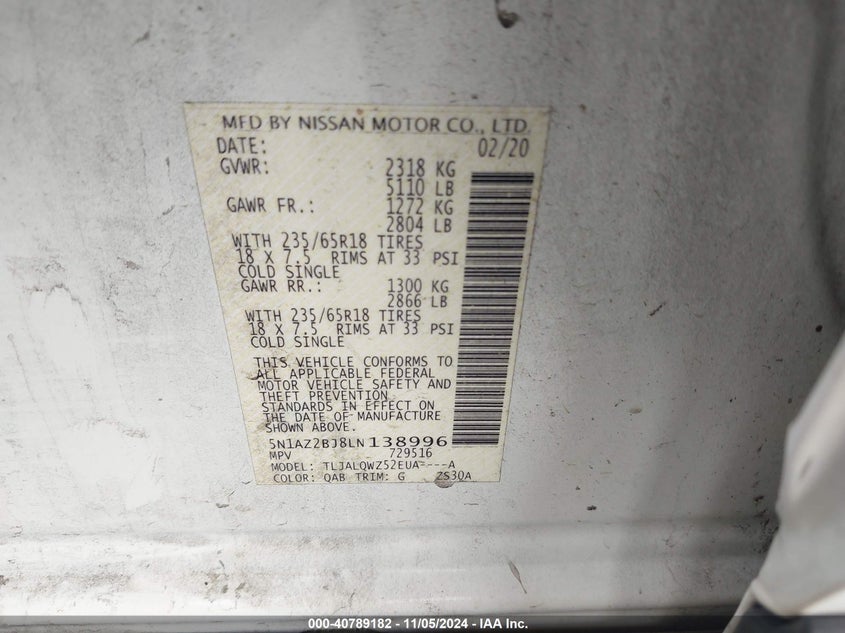 MFD BY NISSAN MOTOR CO., LTD.
DATE: 02/20
GVWR: 2318 KG
5110 LB
GAWR FR.: 1272 KG
2804 LB
WITH 235/65R18 TIRES
18 X 7.5 RIMS AT 33 PSI
COLD SINGLE
GAWR RR.: 1300 KG
2866 LB
WITH 235/65R18 TIRES
18 X 7.5 RIMS AT 33 PSI
COLD SINGLE
THIS VEHICLE CONFORMS TO
ALL APPLICABLE FEDERAL
MOTOR VEHICLE SAFETY AND
THEFT PREVENTION
STANDARDS IN EFFECT ON
THE DATE OF MANUFACTURE
SHOWN ABOVE.
5N1AZ2BJ8LN138996
MPV 729516
MODEL: TLJALQWZ52EUA----A
COLOR: QAB TRIM: G ZS30A
000-40789182 - 11/05/2024 - IAA Inc.